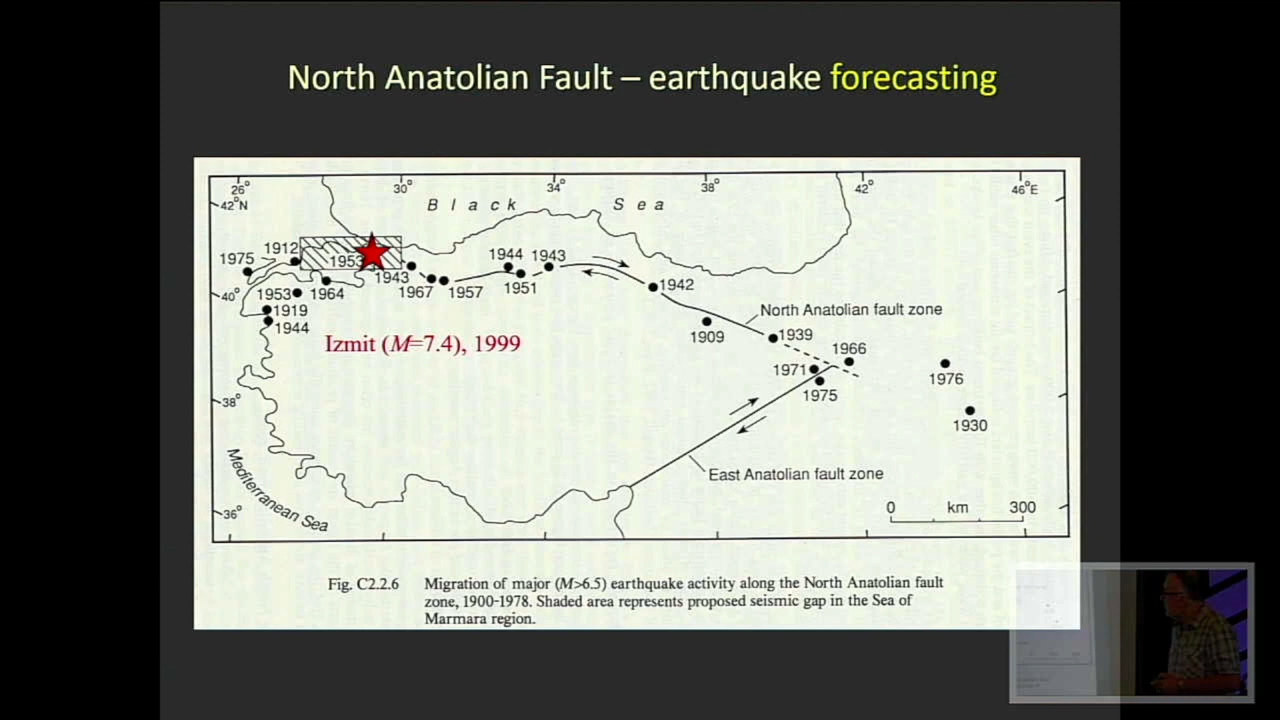 North Anatolian Fault – earthquake forecasting
26° 30° 34° 38° 42° 46°E
42°N
Black Sea
1975 1912 1953 1943 1967 1957 1944 1951 1943 1942
40°
1953 1964
1919
1944
Izmit (M=7.4), 1999
North Anatolian fault zone
1909 1939
1966
1971
1975
1976
1930
38°
Mediterranean Sea
East Anatolian fault zone
36°
0 km 300
Fig. C2.2.6 Migration of major (M>6.5) earthquake activity along the North Anatolian fault
zone, 1900-1978. Shaded area represents proposed seismic gap in the Sea of
Marmara region.